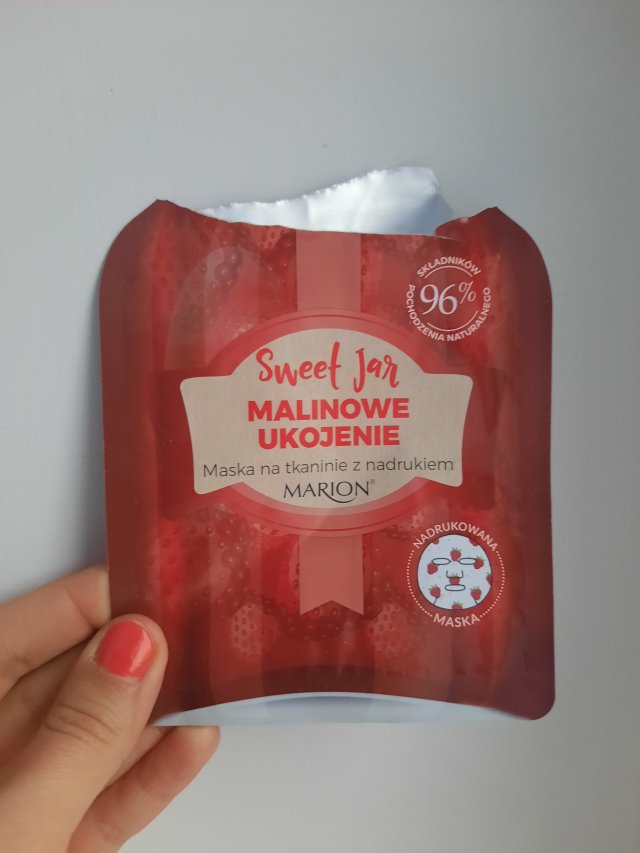 SKŁADNIKÓW
96%
POCHODZENIA NATURALNEGO
Sweet Jar
MALINOWE
UKOJENIE
Maska na tkaninie z nadrukiem
MARION®
NADRUKOWANA
MASKA